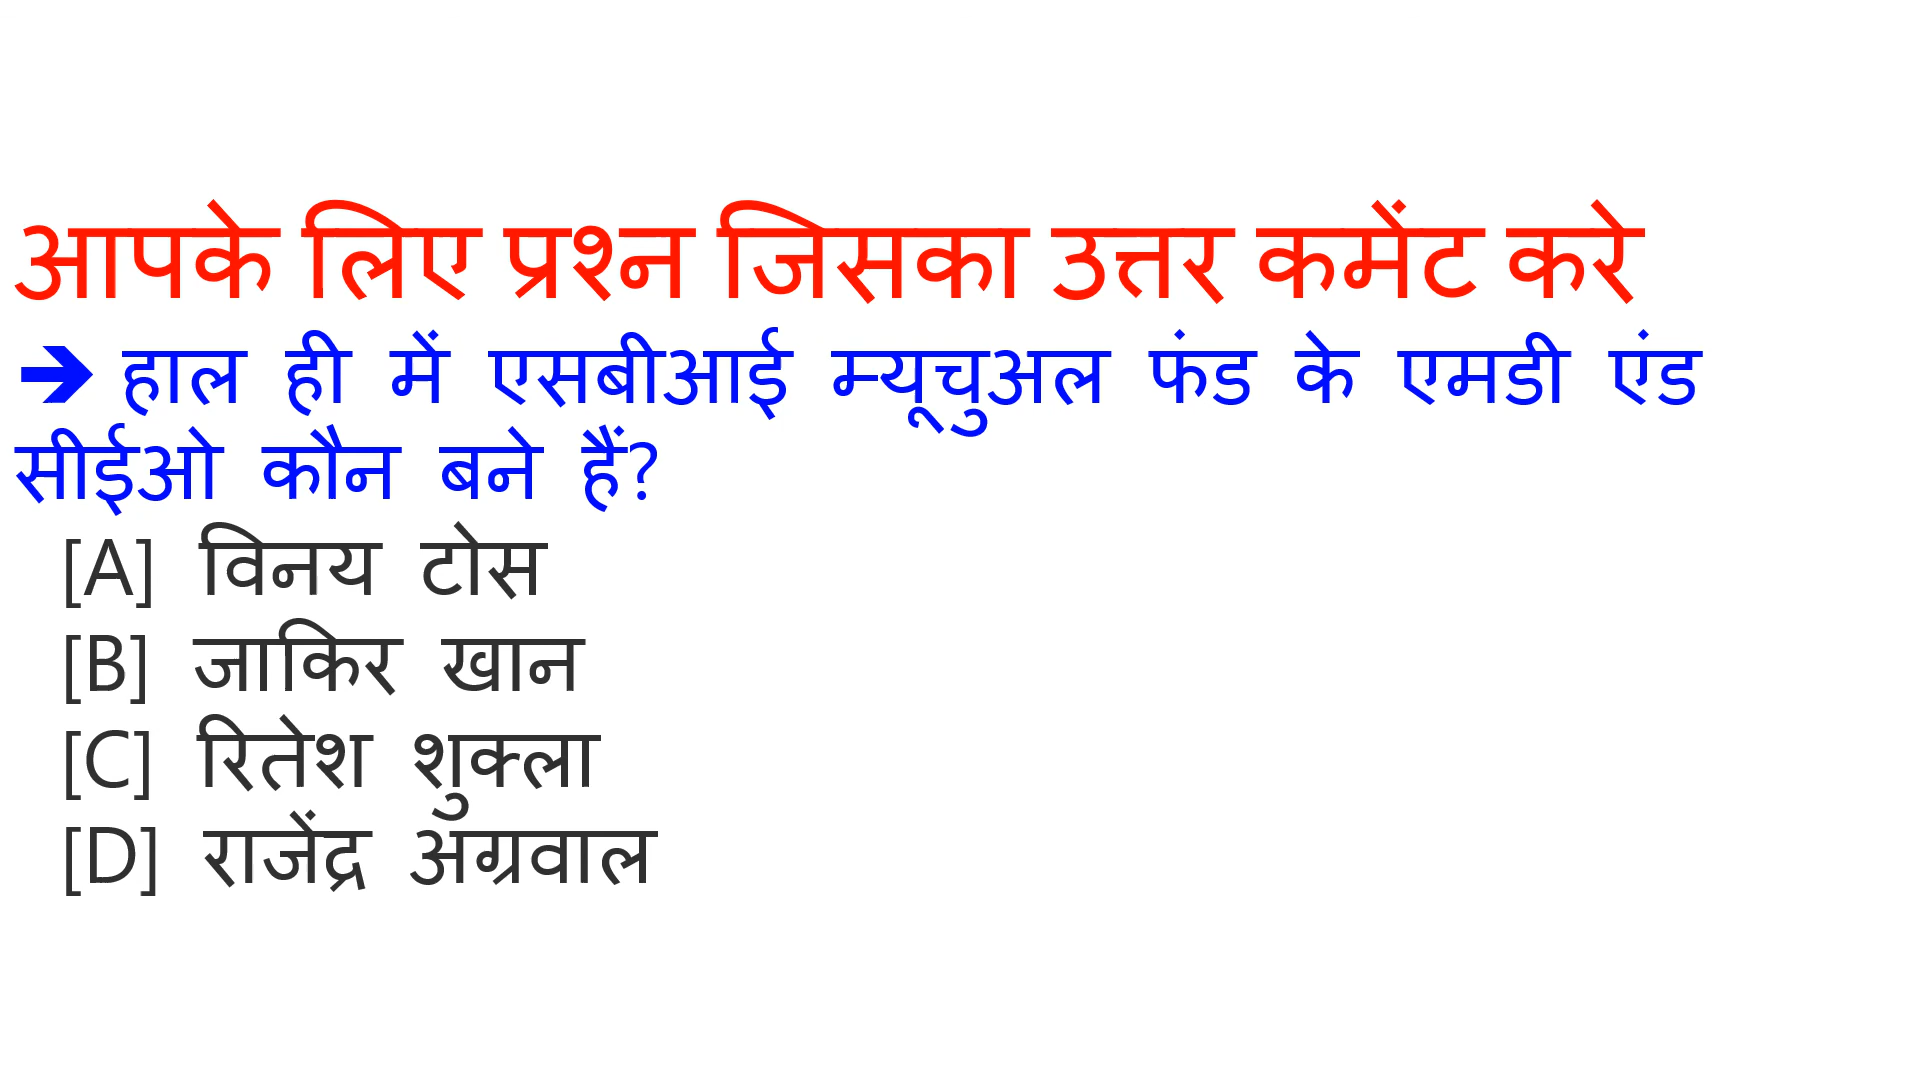 आपके लिए प्रश्न जिसका उत्तर कमेंट करे
➔ हाल ही में एसबीआई म्यूचुअल फंड के एमडी एंड
सीईओ कौन बने हैं?
[A] विनय टोस
[B] जाकिर खान
[C] रितेश शुक्ला
[D] राजेंद्र अग्रवाल